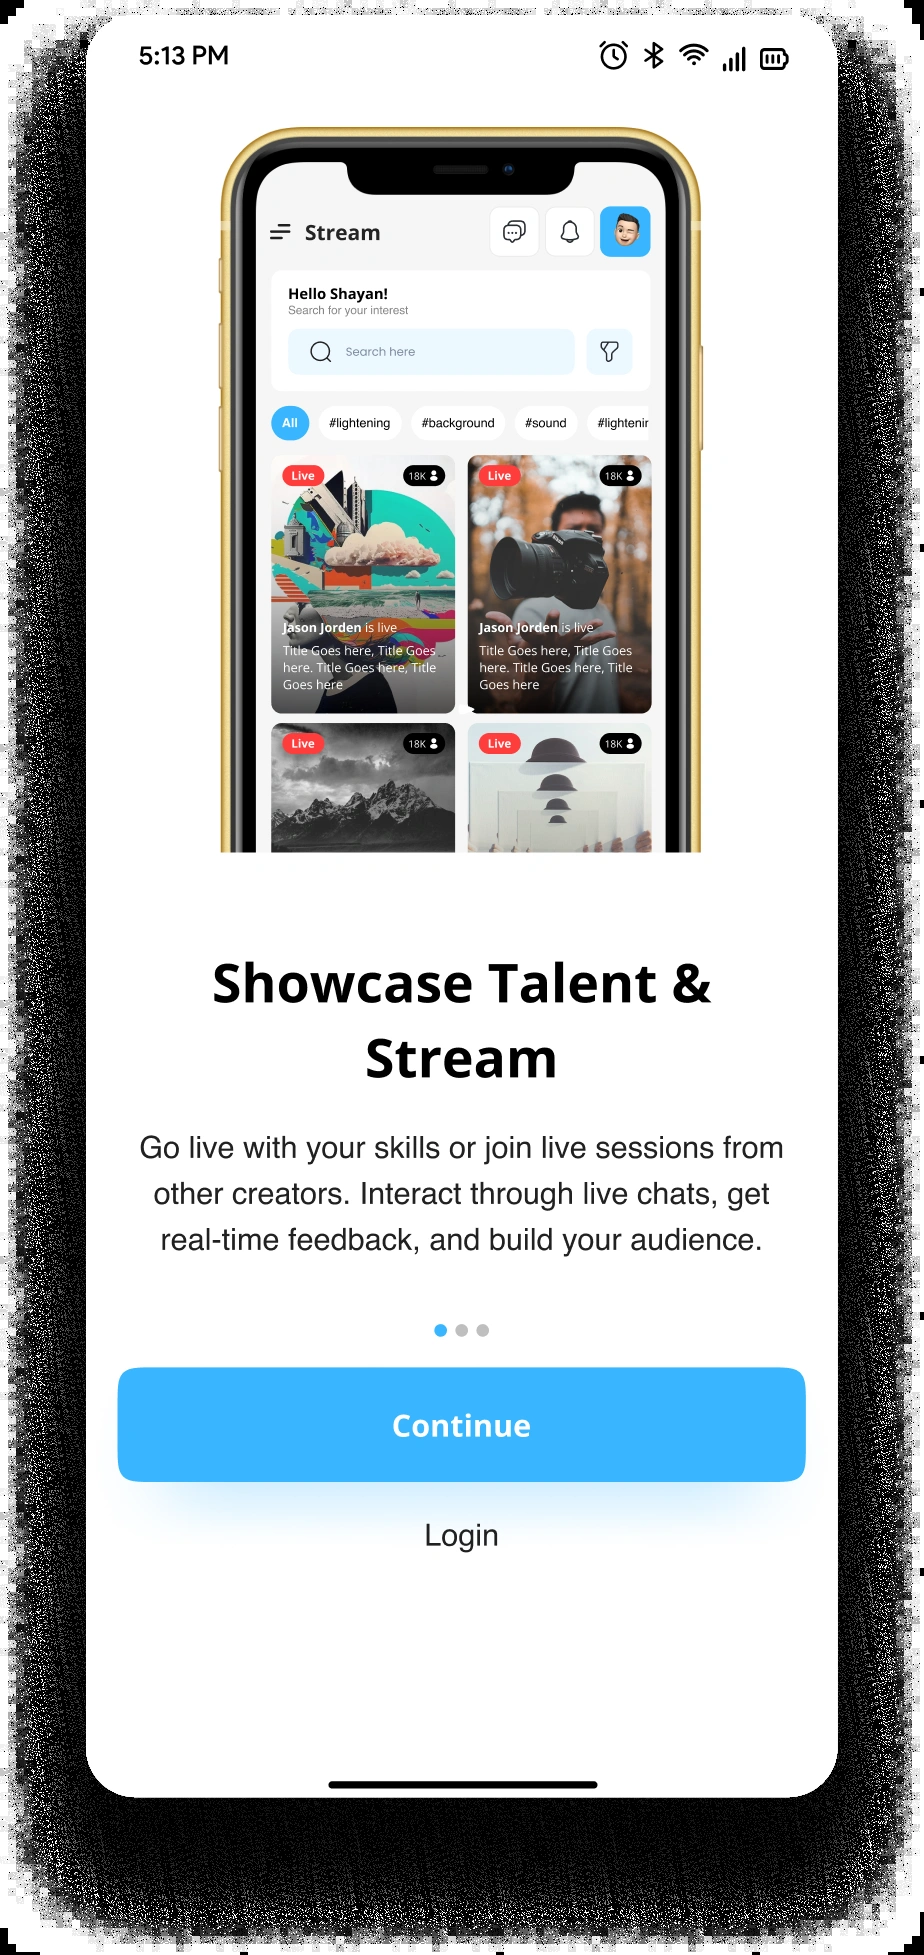 5:13 PM
Stream
Hello Shayan!
Search for your interest
Search here
All #lightening #background #sound #lightenin
Live 18K Live 18K
Jason Jorden is live
Title Goes here, Title Goes
here. Title Goes here, Title
Goes here
Jason Jorden is live
Title Goes here, Title Goes
here. Title Goes here, Title
Goes here
Live 18K Live 18K
Showcase Talent &
Stream
Go live with your skills or join live sessions from
other creators. Interact through live chats, get
real-time feedback, and build your audience.
Continue
Login